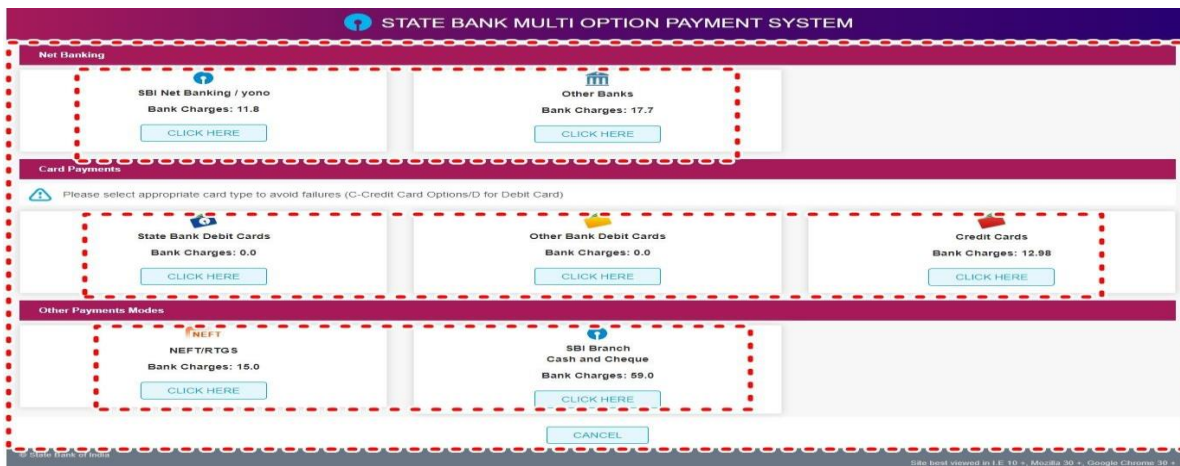 STATE BANK MULTI OPTION PAYMENT SYSTEM
Net Banking
SBI Net Banking / yono
Bank Charges: 11.8
CLICK HERE
Other Banks
Bank Charges: 17.7
CLICK HERE
Card Payments
Please select appropriate card type to avoid failures (C-Credit Card Options/D for Debit Card)
State Bank Debit Cards
Bank Charges: 0.0
CLICK HERE
Other Bank Debit Cards
Bank Charges: 0.0
CLICK HERE
Credit Cards
Bank Charges: 12.98
CLICK HERE
Other Payments Modes
NEFT
NEFT/RTGS
Bank Charges: 15.0
CLICK HERE
SBI Branch
Cash and Cheque
Bank Charges: 59.0
CLICK HERE
CANCEL
© State Bank of India
Site best viewed in I.E 10 +, Mozilla 30 +, Google Chrome 30 +